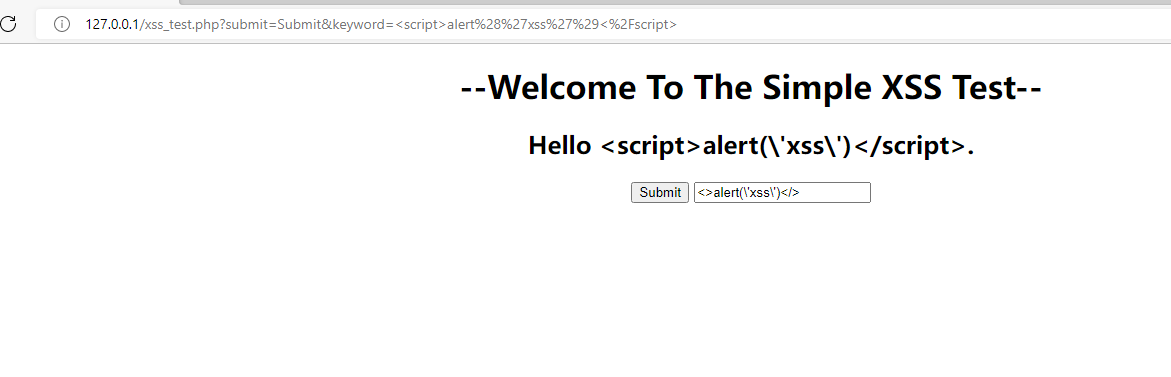 127.0.0.1/xss_test.php?submit=Submit&keyword=<script>alert%28%27xss%27%29<%2Fscript>
--Welcome To The Simple XSS Test--
Hello <script>alert(\'xss\')</script>.
Submit <>alert(\'xss\')</>